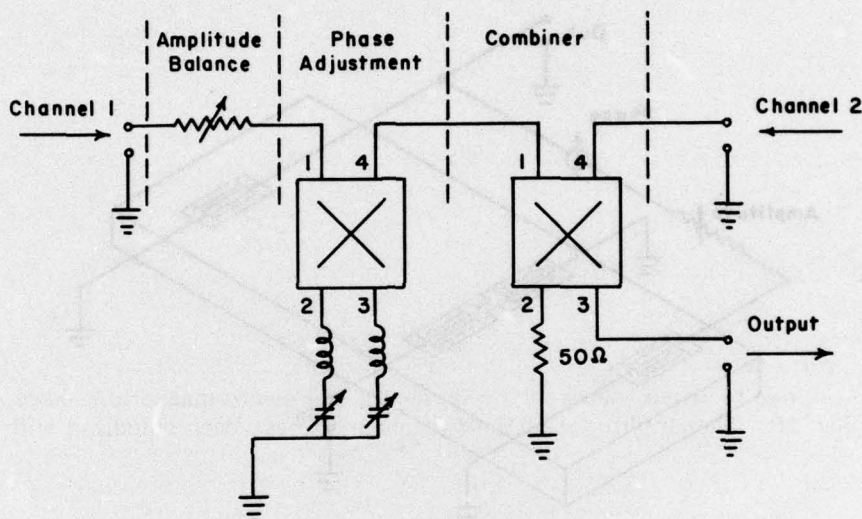 Amplitude
Balance
Phase
Adjustment
Combiner
Channel 1
Channel 2
1
4
1
4
2
3
2
3
50Ω
Output